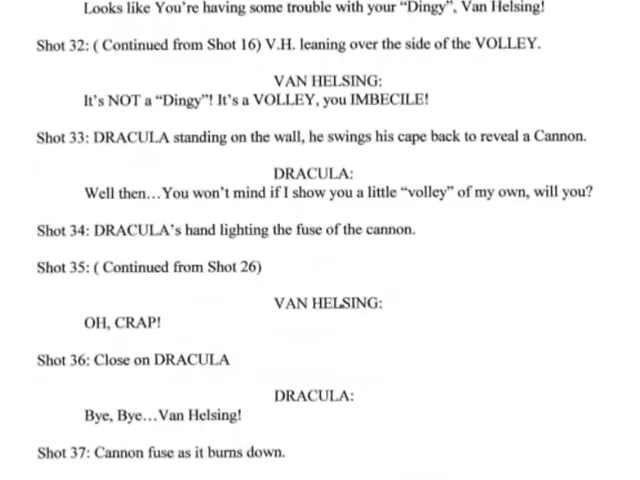 Looks like You're having some trouble with your “Dingy”, Van Helsing!
Shot 32: ( Continued from Shot 16) V.H. leaning over the side of the VOLLEY.
VAN HELSING:
It's NOT a “Dingy”! It's a VOLLEY, you IMBECILE!
Shot 33: DRACULA standing on the wall, he swings his cape back to reveal a Cannon.
DRACULA:
Well then…You won't mind if I show you a little “volley” of my own, will you?
Shot 34: DRACULA's hand lighting the fuse of the cannon.
Shot 35: ( Continued from Shot 26)
VAN HELSING:
OH, CRAP!
Shot 36: Close on DRACULA
DRACULA:
Bye, Bye…Van Helsing!
Shot 37: Cannon fuse as it burns down.